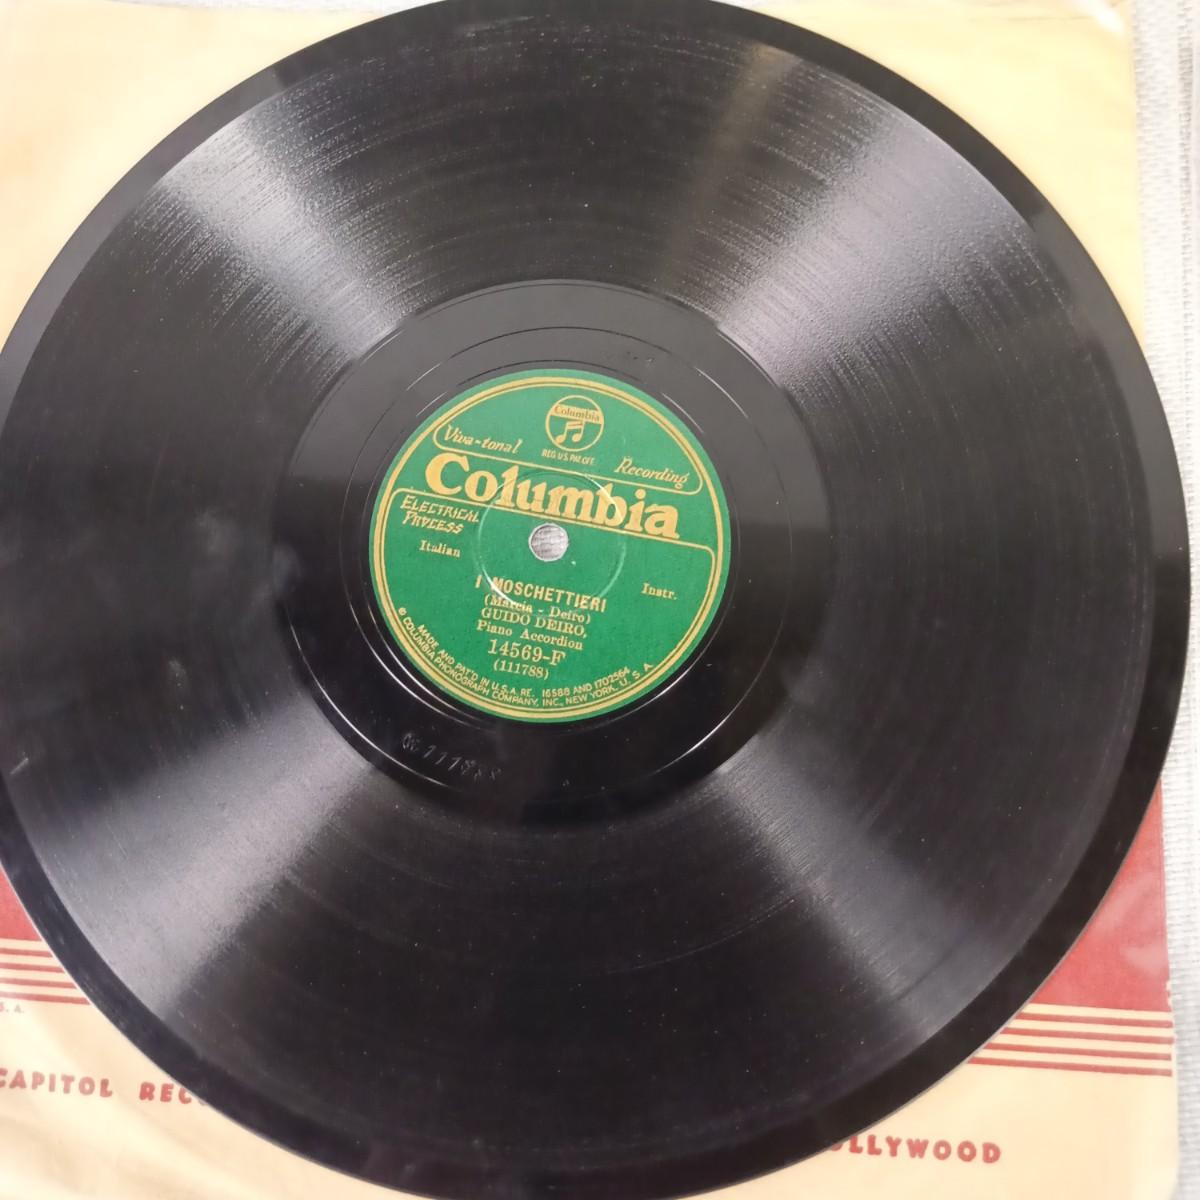 Columbia
REG. U.S. PAT. OFF.
Viva-tonal Recording
Columbia
ELECTRICAL
PROCESS
Italian
Instr.
I MOSCHETTIERI
(Marcia - Deiro)
GUIDO DEIRO,
Piano Accordion
14569-F
(111788)
MADE AND PAT'D IN U.S.A. RE. 16588 AND 1702564
© COLUMBIA PHONOGRAPH COMPANY, INC., NEW YORK, U.S.A.
111788
S. A.
CAPITOL REC
OLLYWOOD